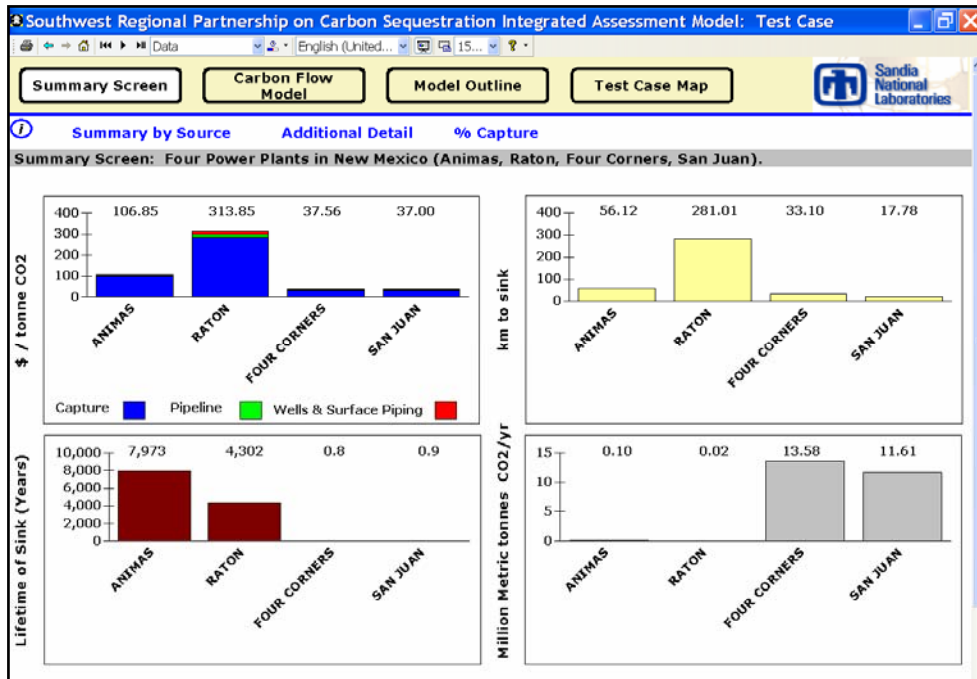 Southwest Regional Partnership on Carbon Sequestration Integrated Assessment Model: Test Case
Data English (United... 15...
Summary Screen
Carbon Flow
Model
Model Outline
Test Case Map
Sandia
National
Laboratories
i Summary by Source Additional Detail % Capture
Summary Screen: Four Power Plants in New Mexico (Animas, Raton, Four Corners, San Juan).
$ / tonne CO2
400
300
200
100
0
106.85 313.85 37.56 37.00
ANIMAS
RATON
FOUR CORNERS
SAN JUAN
Capture Pipeline Wells & Surface Piping
km to sink
400
300
200
100
0
56.12 281.01 33.10 17.78
ANIMAS
RATON
FOUR CORNERS
SAN JUAN
Lifetime of Sink (Years)
10,000
8,000
6,000
4,000
2,000
0
7,973 4,302 0.8 0.9
ANIMAS
RATON
FOUR CORNERS
SAN JUAN
Million Metric tonnes CO2/yr
15
10
5
0
0.10 0.02 13.58 11.61
ANIMAS
RATON
FOUR CORNERS
SAN JUAN